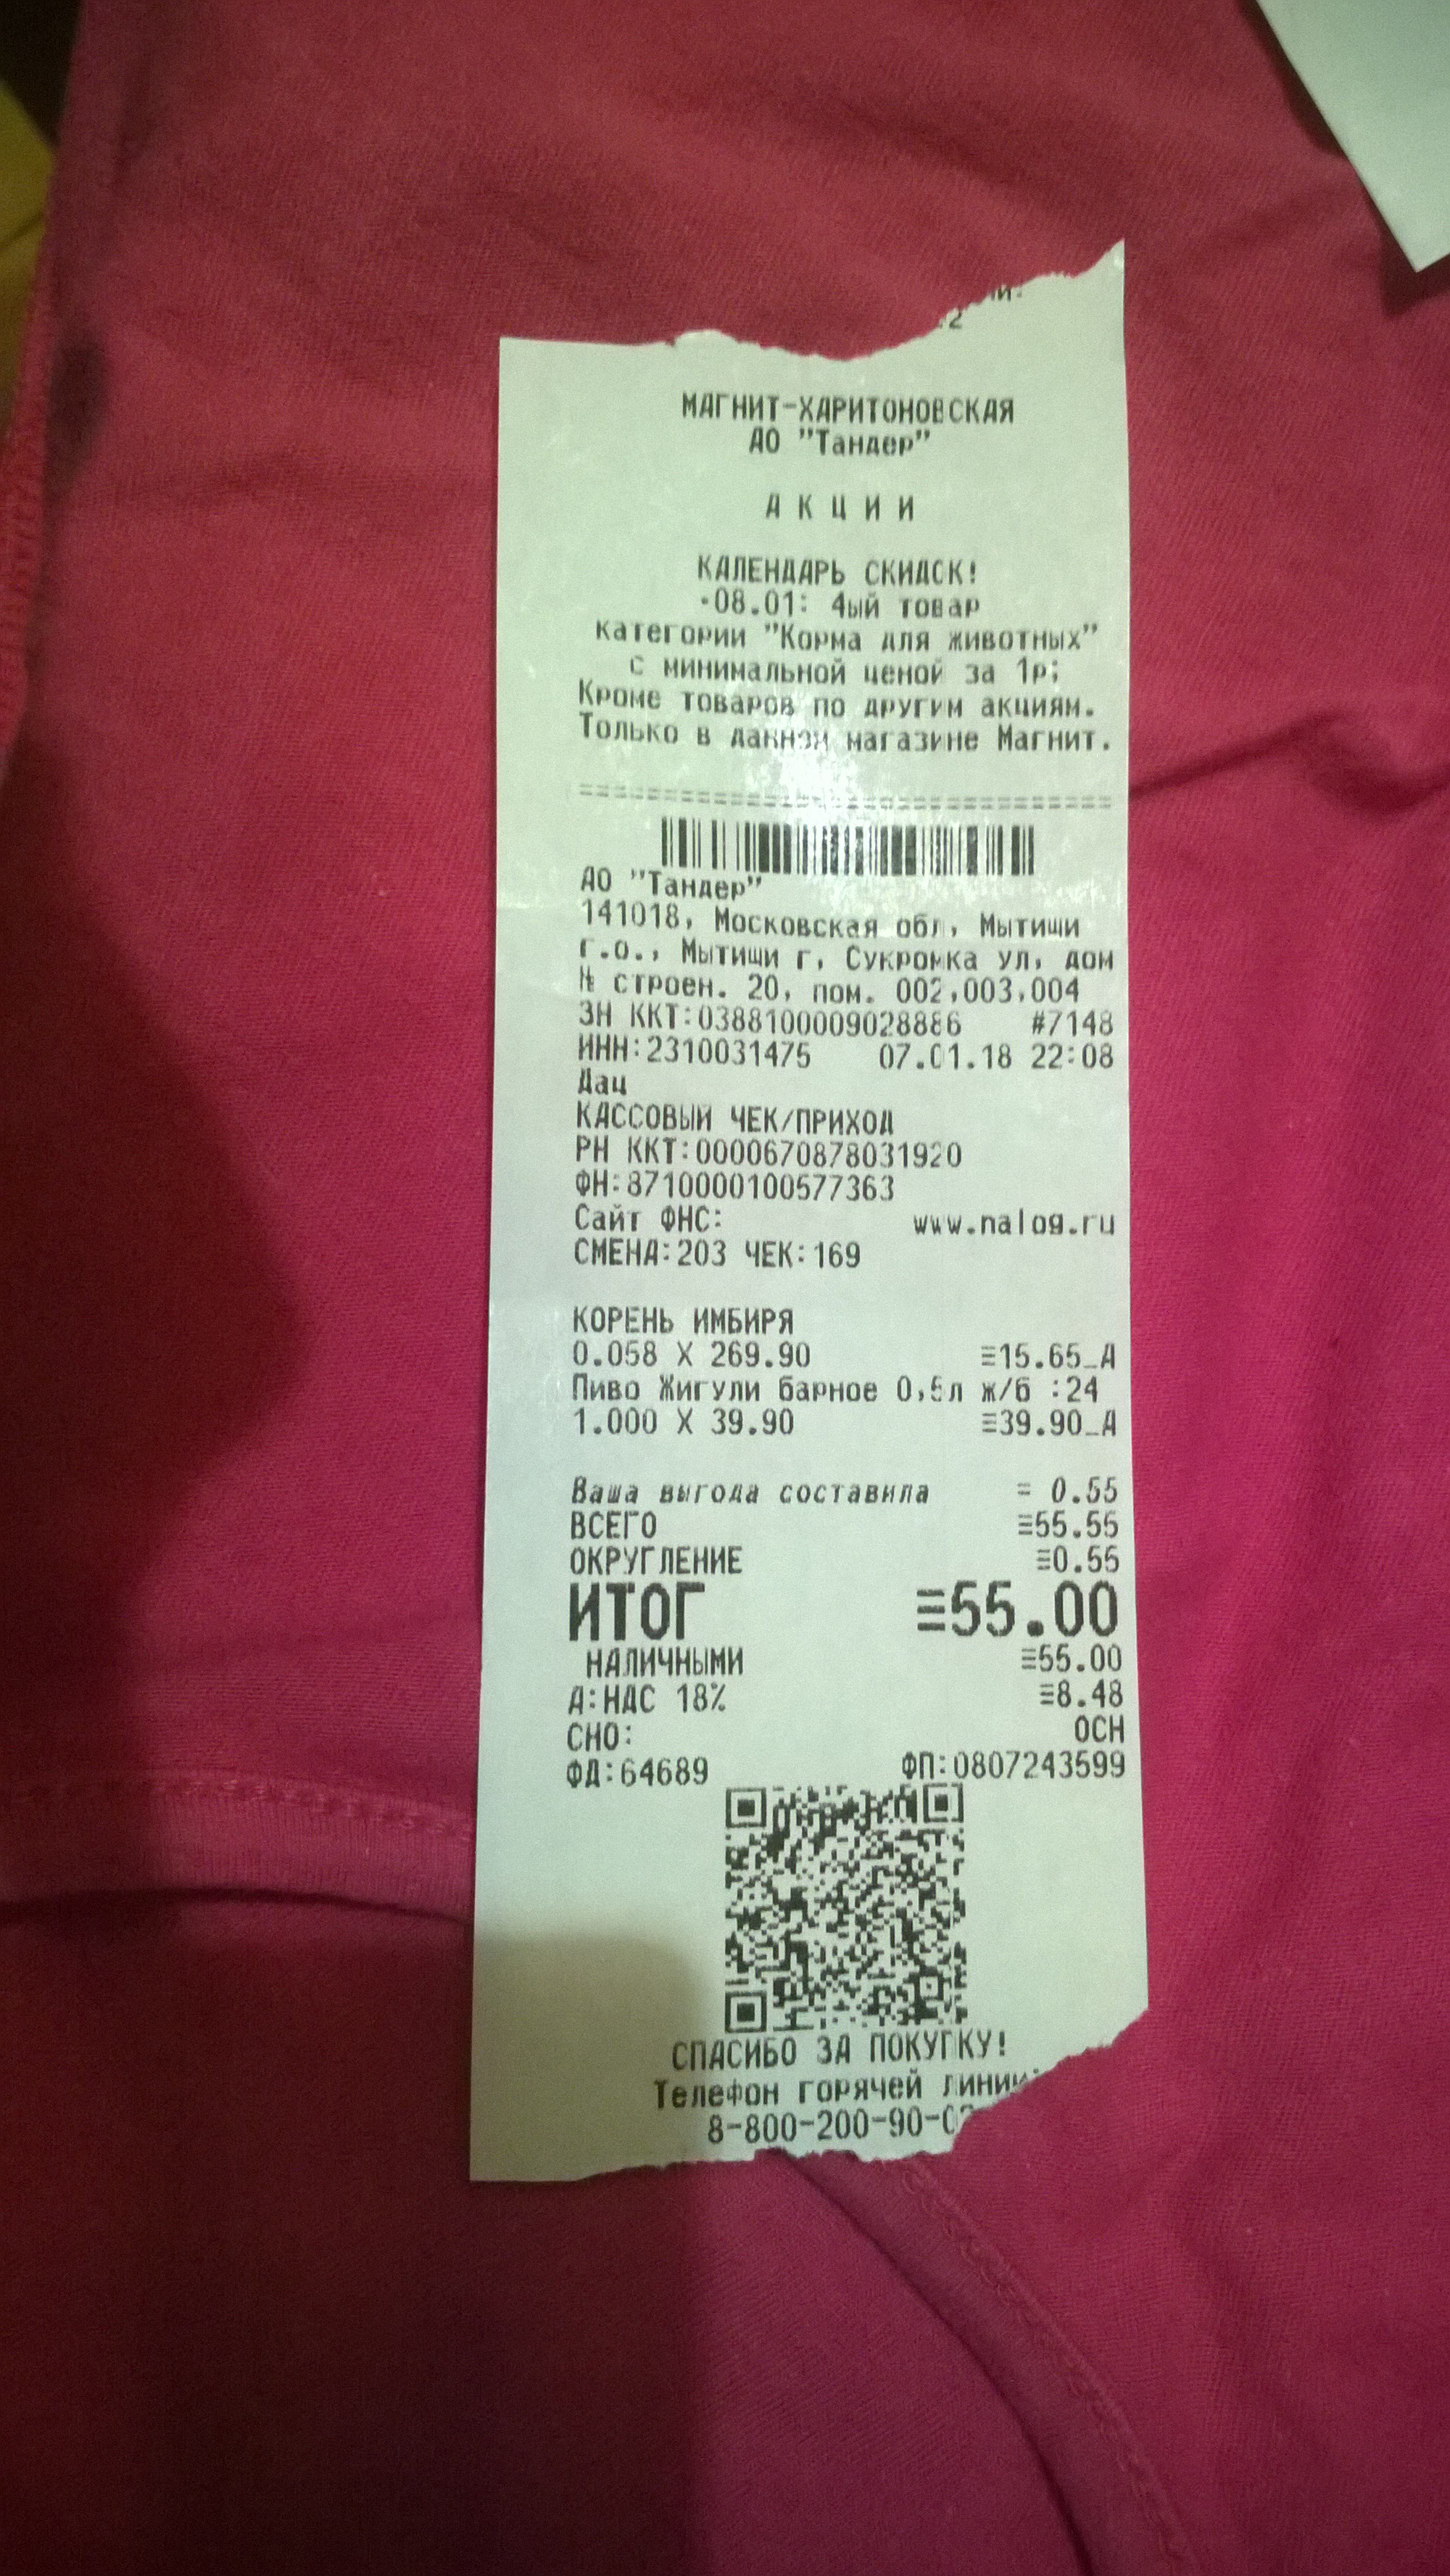 МАГНИТ-ХАРИТОНОВСКАЯ
АО "Тандер"
А К Ц И И
КАЛЕНДАРЬ СКИДОК!
-08.01: 4ый товар
категории "Корма для животных"
с минимальной ценой за 1р;
Кроме товаров по другим акциям.
Только в данном магазине Магнит.
================================
АО "Тандер"
141018, Московская обл, Мытищи
г.о., Мытищи г, Сукромка ул, дом
№ строен. 20, пом. 002,003,004
ЗН ККТ:0388100009028886 #7148
ИНН:2310031475 07.01.18 22:08
Дац
КАССОВЫЙ ЧЕК/ПРИХОД
РН ККТ:0000670878031920
ФН:8710000100577363
Сайт ФНС: www.nalog.ru
СМЕНА:203 ЧЕК:169
КОРЕНЬ ИМБИРЯ
0.058 X 269.90 ≡15.65_А
Пиво Жигули барное 0,5л ж/б :24
1.000 X 39.90 ≡39.90_А
Ваша выгода составила = 0.55
ВСЕГО ≡55.55
ОКРУГЛЕНИЕ ≡0.55
ИТОГ ≡55.00
НАЛИЧНЫМИ ≡55.00
А:НДС 18% ≡8.48
СНО: ОСН
ФД:64689 ФП:0807243599
СПАСИБО ЗА ПОКУПКУ!
Телефон горячей линии
8-800-200-90-0